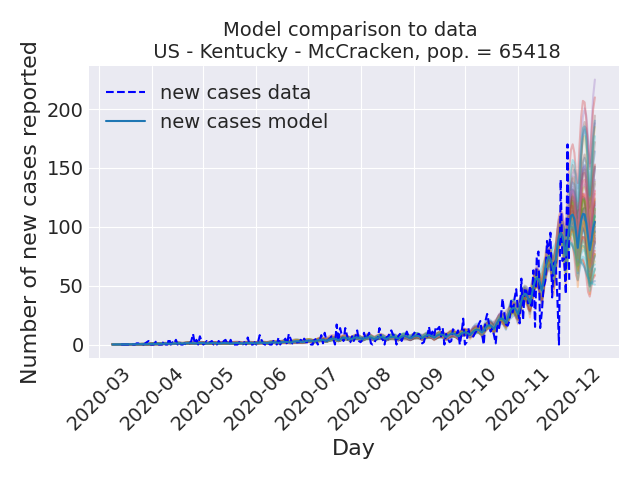 Model comparison to data
US - Kentucky - McCracken, pop. = 65418
Number of new cases reported
new cases data
new cases model
200
150
100
50
0
2020-03
2020-04
2020-05
2020-06
2020-07
2020-08
2020-09
2020-10
2020-11
2020-12
Day